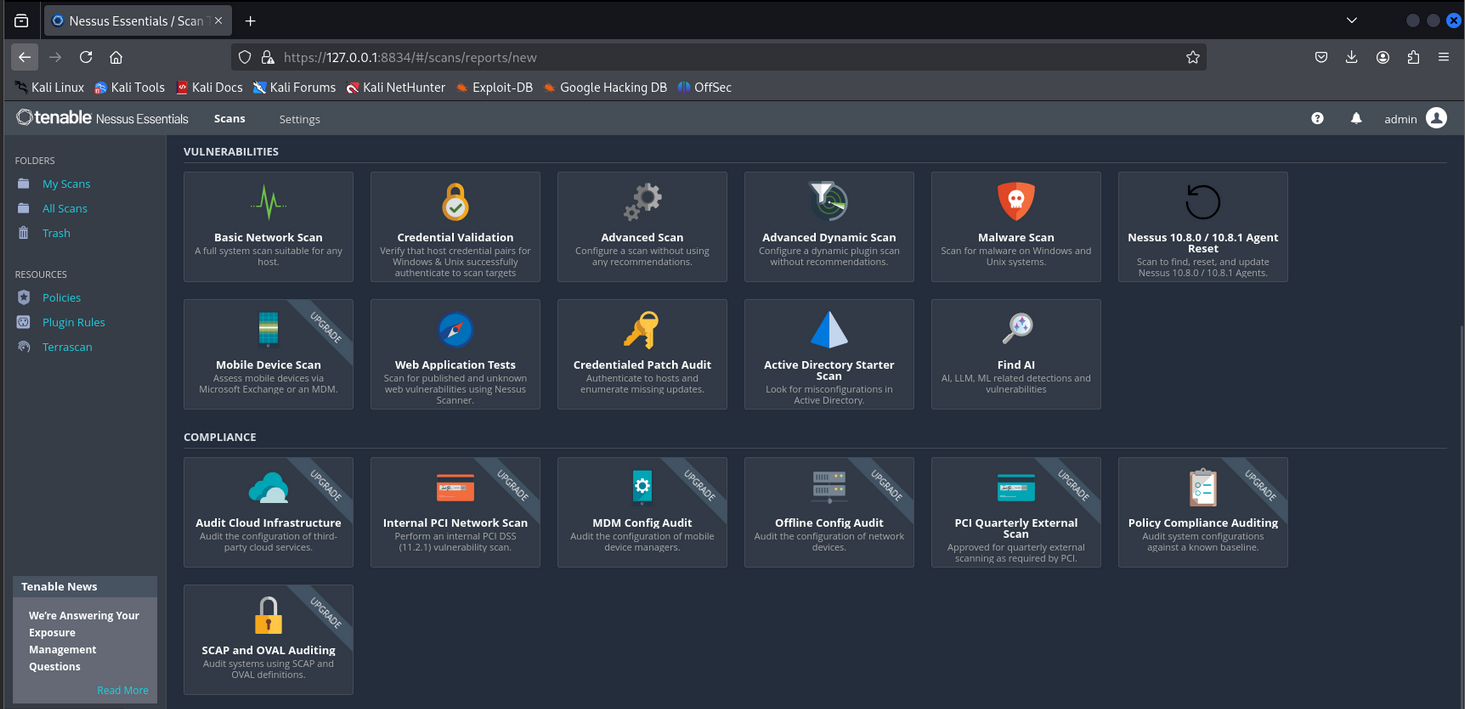 Nessus Essentials / Scan T
https://127.0.0.1:8834/#/scans/reports/new
Kali Linux
Kali Tools
Kali Docs
Kali Forums
Kali NetHunter
Exploit-DB
Google Hacking DB
OffSec
tenable Nessus Essentials
Scans
Settings
admin
FOLDERS
My Scans
All Scans
Trash
RESOURCES
Policies
Plugin Rules
Terrascan
Tenable News
We're Answering Your
Exposure
Management
Questions
Read More
VULNERABILITIES
Basic Network Scan
A full system scan suitable for any
host.
Credential Validation
Verify that host credential pairs for
Windows & Unix successfully
authenticate to scan targets
Advanced Scan
Configure a scan without using
any recommendations.
Advanced Dynamic Scan
Configure a dynamic plugin scan
without recommendations.
Malware Scan
Scan for malware on Windows and
Unix systems.
Nessus 10.8.0 / 10.8.1 Agent
Reset
Scan to find, reset, and update
Nessus 10.8.0 / 10.8.1 Agents.
UPGRADE
Mobile Device Scan
Assess mobile devices via
Microsoft Exchange or an MDM.
Web Application Tests
Scan for published and unknown
web vulnerabilities using Nessus
Scanner.
Credentialed Patch Audit
Authenticate to hosts and
enumerate missing updates.
Active Directory Starter
Scan
Look for misconfigurations in
Active Directory.
Find AI
AI, LLM, ML related detections and
vulnerabilities
COMPLIANCE
UPGRADE
Audit Cloud Infrastructure
Audit the configuration of third-
party cloud services.
UPGRADE
Internal PCI Network Scan
Perform an internal PCI DSS
(11.2.1) vulnerability scan.
UPGRADE
MDM Config Audit
Audit the configuration of mobile
device managers.
UPGRADE
Offline Config Audit
Audit the configuration of network
devices.
UPGRADE
PCI Quarterly External
Scan
Approved for quarterly external
scanning as required by PCI.
UPGRADE
Policy Compliance Auditing
Audit system configurations
against a known baseline.
UPGRADE
SCAP and OVAL Auditing
Audit systems using SCAP and
OVAL definitions.